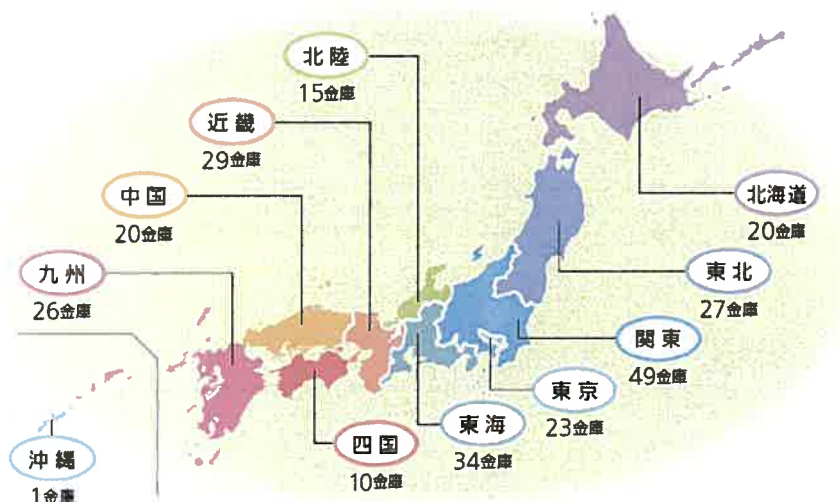 北陸
15金庫
近畿
29金庫
中国
20金庫
九州
26金庫
北海道
20金庫
東北
27金庫
関東
49金庫
東京
23金庫
東海
34金庫
四国
10金庫
沖縄
1金庫